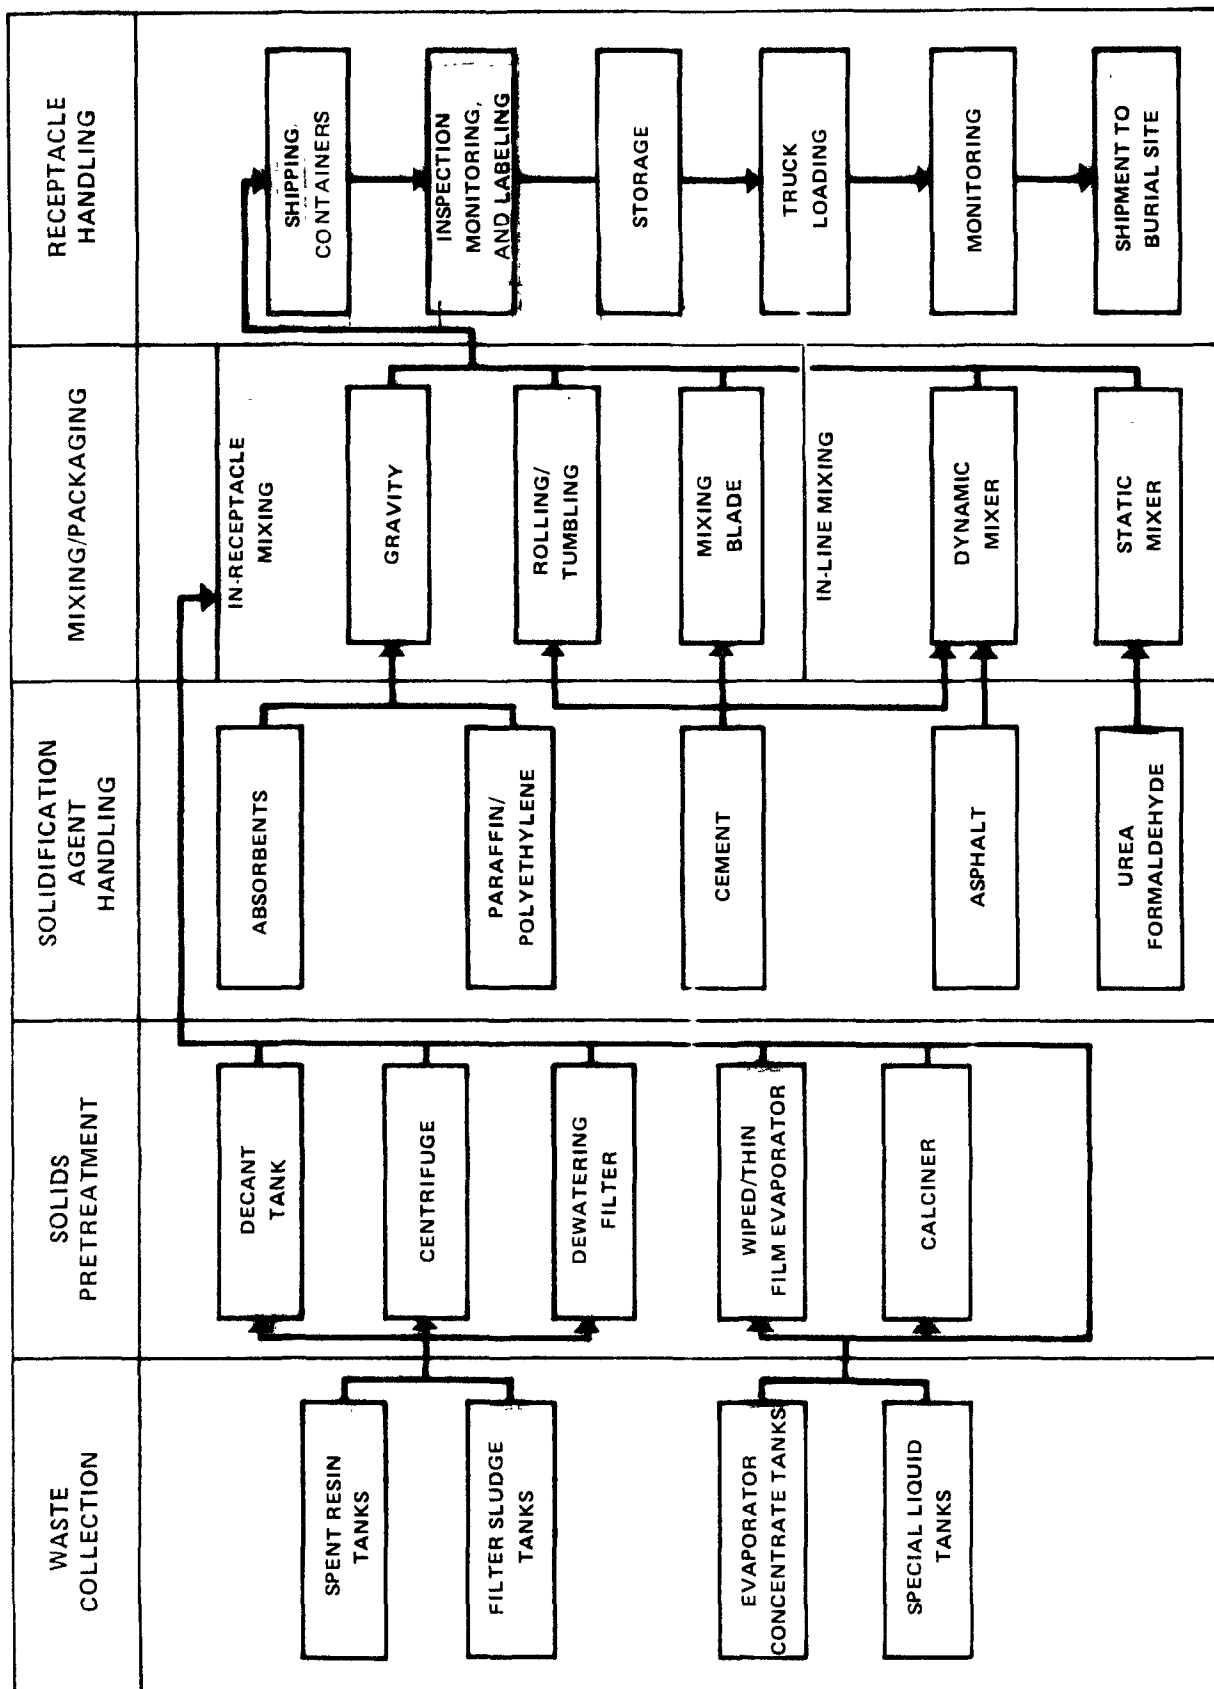 WASTE
COLLECTION
SOLIDS
PRETREATMENT
SOLIDIFICATION
AGENT
HANDLING
MIXING/PACKAGING
RECEPTACLE
HANDLING
SPENT RESIN
TANKS
FILTER SLUDGE
TANKS
EVAPORATOR
CONCENTRATE TANKS
SPECIAL LIQUID
TANKS
DECANT
TANK
CENTRIFUGE
DEWATERING
FILTER
WIPED/THIN
FILM EVAPORATOR
CALCINER
ABSORBENTS
PARAFFIN/
POLYETHYLENE
CEMENT
ASPHALT
UREA
FORMALDEHYDE
IN-RECEPTACLE
MIXING
GRAVITY
ROLLING/
TUMBLING
MIXING
BLADE
IN-LINE MIXING
DYNAMIC
MIXER
STATIC
MIXER
SHIPPING
CONTAINERS
INSPECTION
MONITORING,
AND LABELING
STORAGE
TRUCK
LOADING
MONITORING
SHIPMENT TO
BURIAL SITE